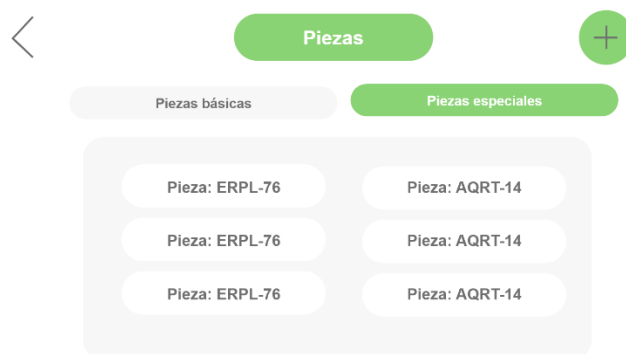 Piezas
Piezas básicas
Piezas especiales
Pieza: ERPL-76
Pieza: AQRT-14
Pieza: ERPL-76
Pieza: AQRT-14
Pieza: ERPL-76
Pieza: AQRT-14